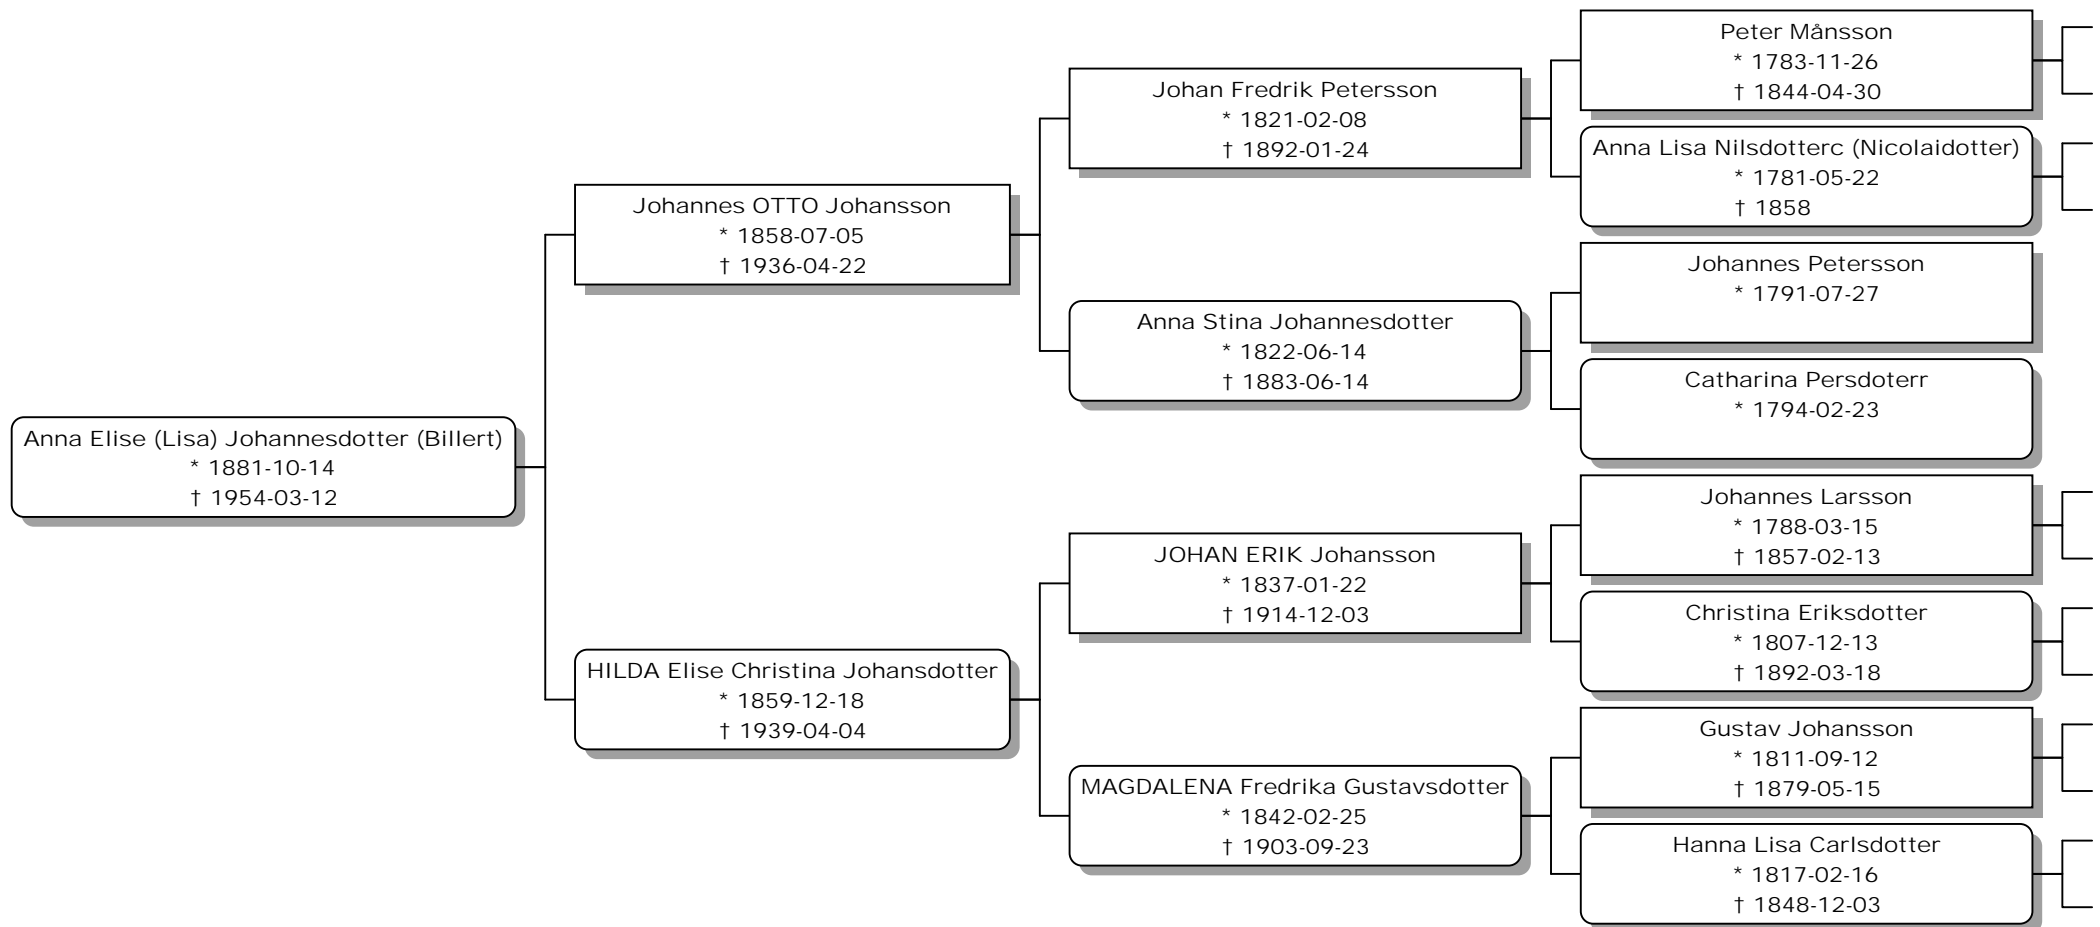 Anna Elise (Lisa) Johannesdotter (Billert)
* 1881-10-14
† 1954-03-12
Johannes OTTO Johansson
* 1858-07-05
† 1936-04-22
HILDA Elise Christina Johansdotter
* 1859-12-18
† 1939-04-04
Johan Fredrik Petersson
* 1821-02-08
† 1892-01-24
Anna Stina Johannesdotter
* 1822-06-14
† 1883-06-14
JOHAN ERIK Johansson
* 1837-01-22
† 1914-12-03
MAGDALENA Fredrika Gustavsdotter
* 1842-02-25
† 1903-09-23
Peter Månsson
* 1783-11-26
† 1844-04-30
Anna Lisa Nilsdotterc (Nicolaidotter)
* 1781-05-22
† 1858
Johannes Petersson
* 1791-07-27
Catharina Persdoterr
* 1794-02-23
Johannes Larsson
* 1788-03-15
† 1857-02-13
Christina Eriksdotter
* 1807-12-13
† 1892-03-18
Gustav Johansson
* 1811-09-12
† 1879-05-15
Hanna Lisa Carlsdotter
* 1817-02-16
† 1848-12-03